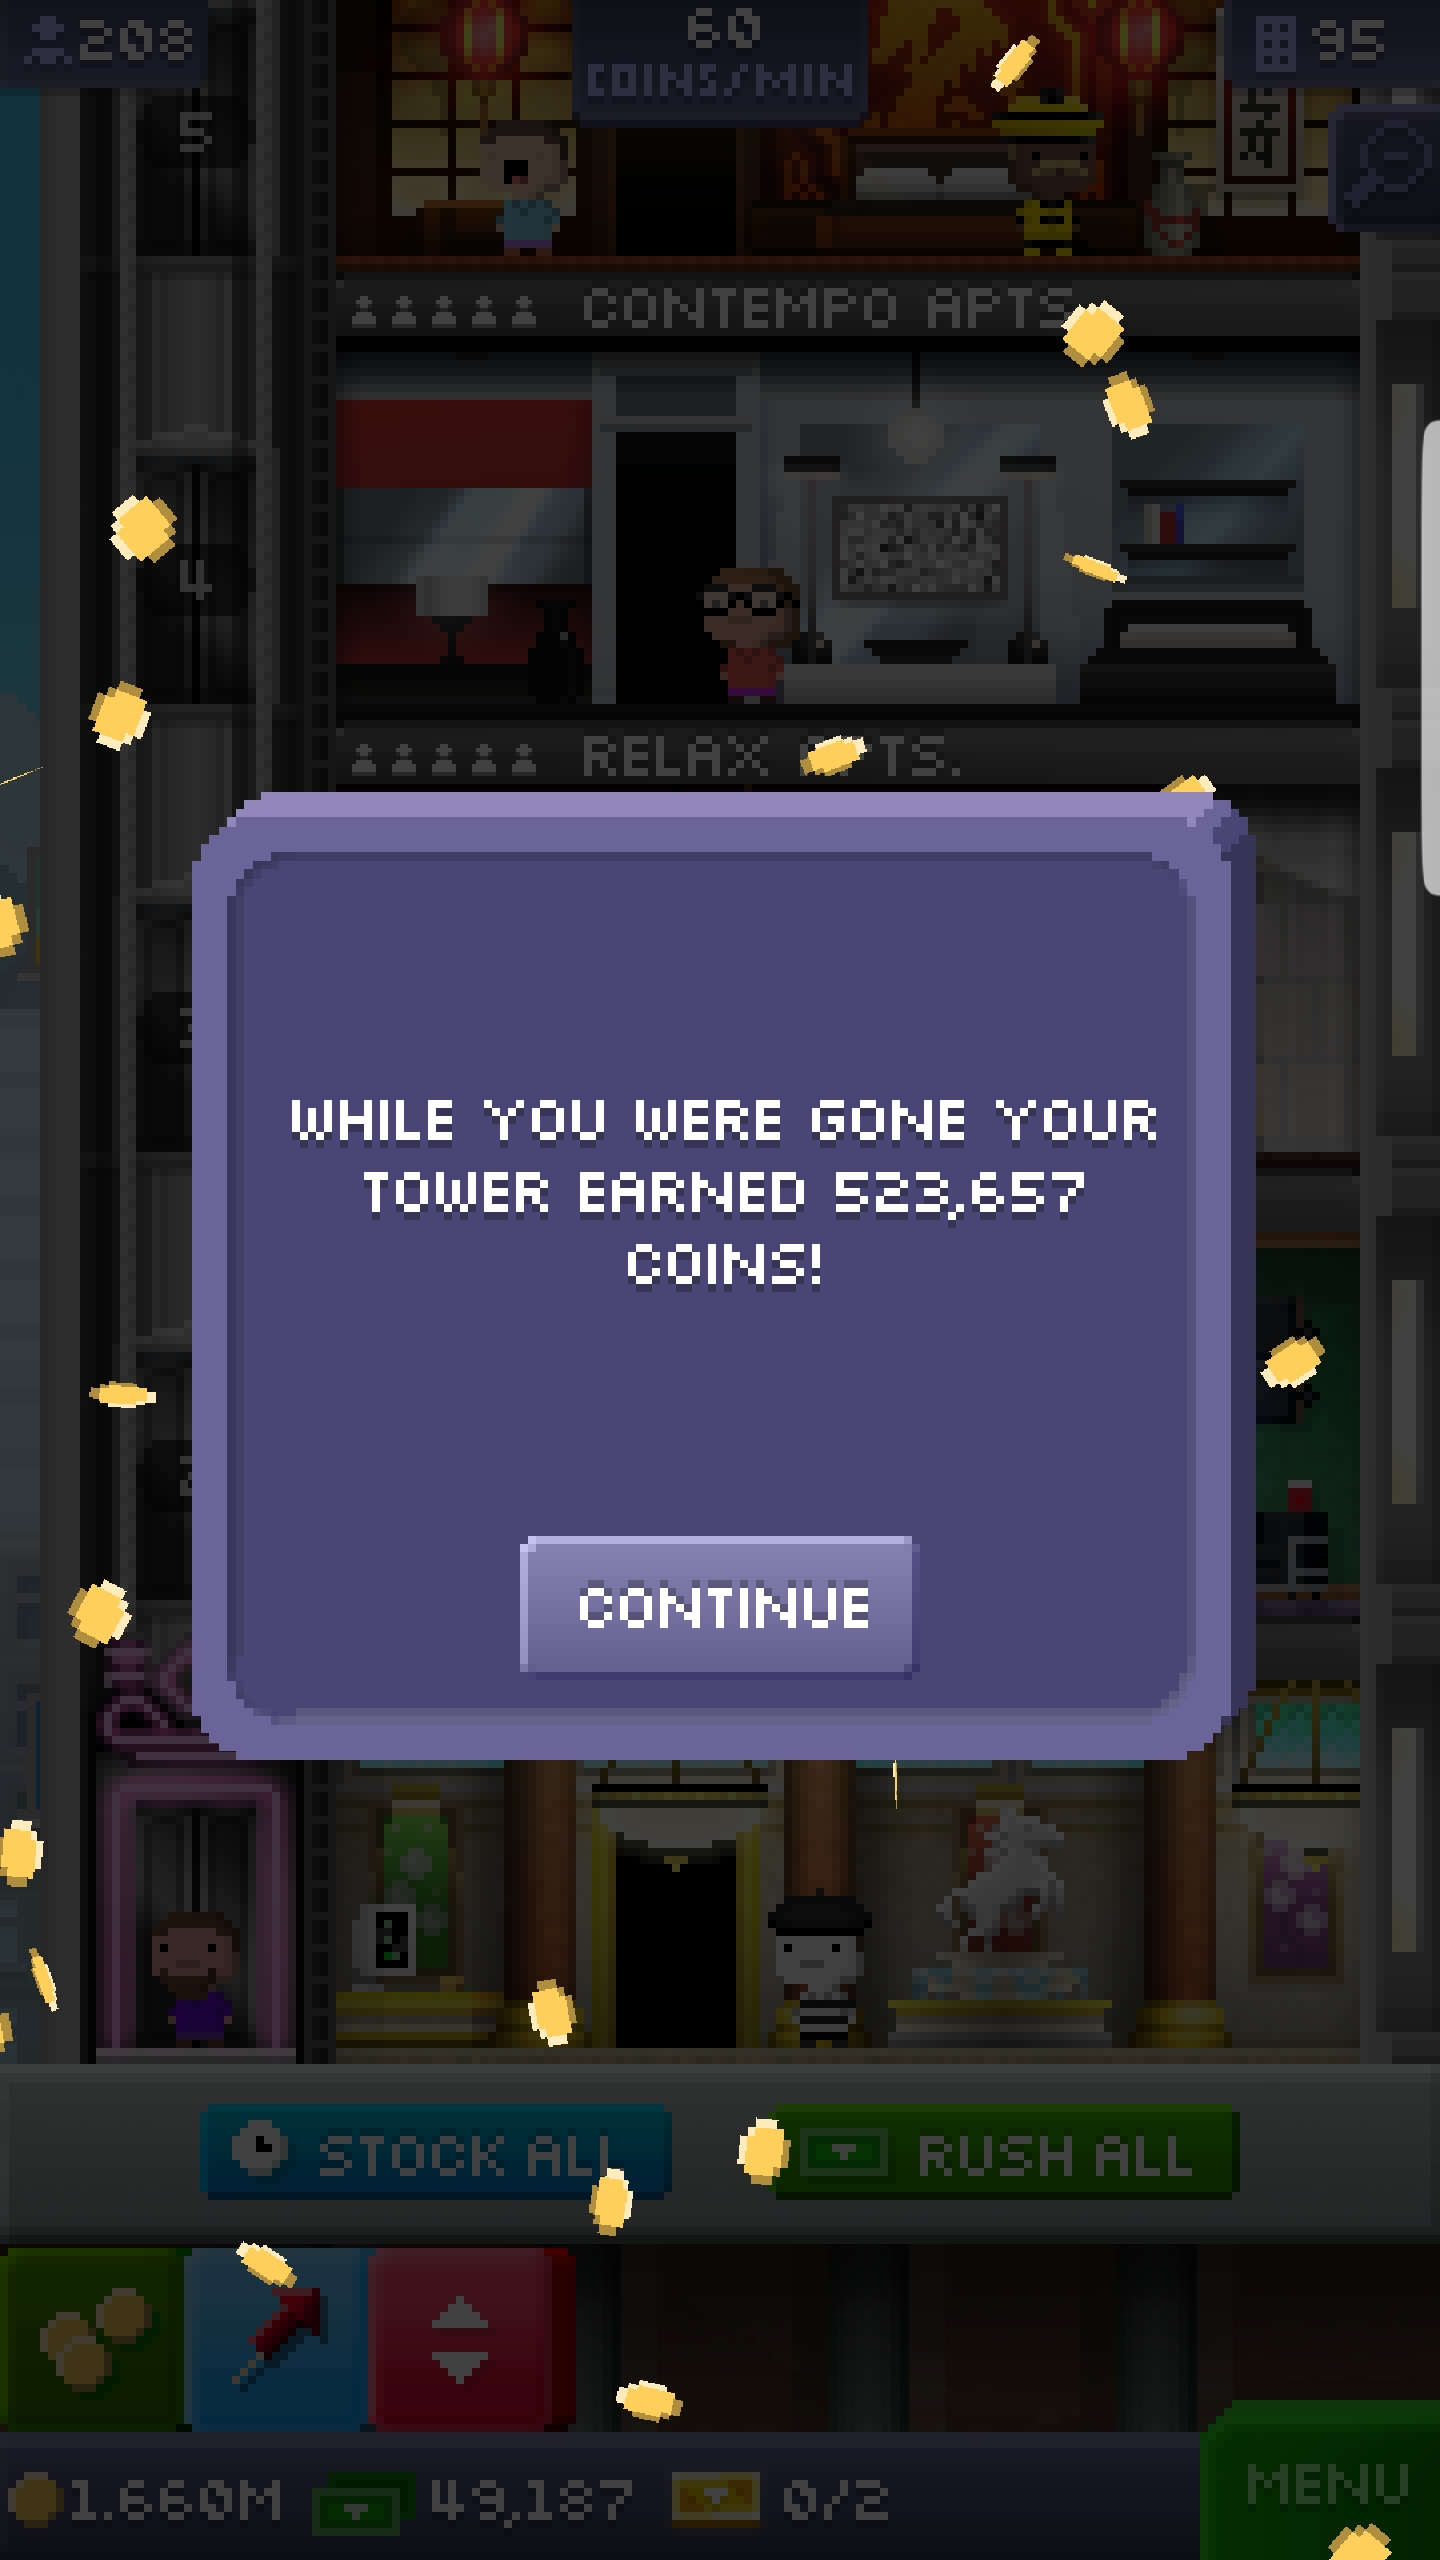 208
60
COINS/MIN
95
5
CONTEMPO APTS.
4
RELAX APTS.
WHILE YOU WERE GONE YOUR
TOWER EARNED 523,657
COINS!
CONTINUE
STOCK ALL
RUSH ALL
1.660M
49,187
0/2
MENU